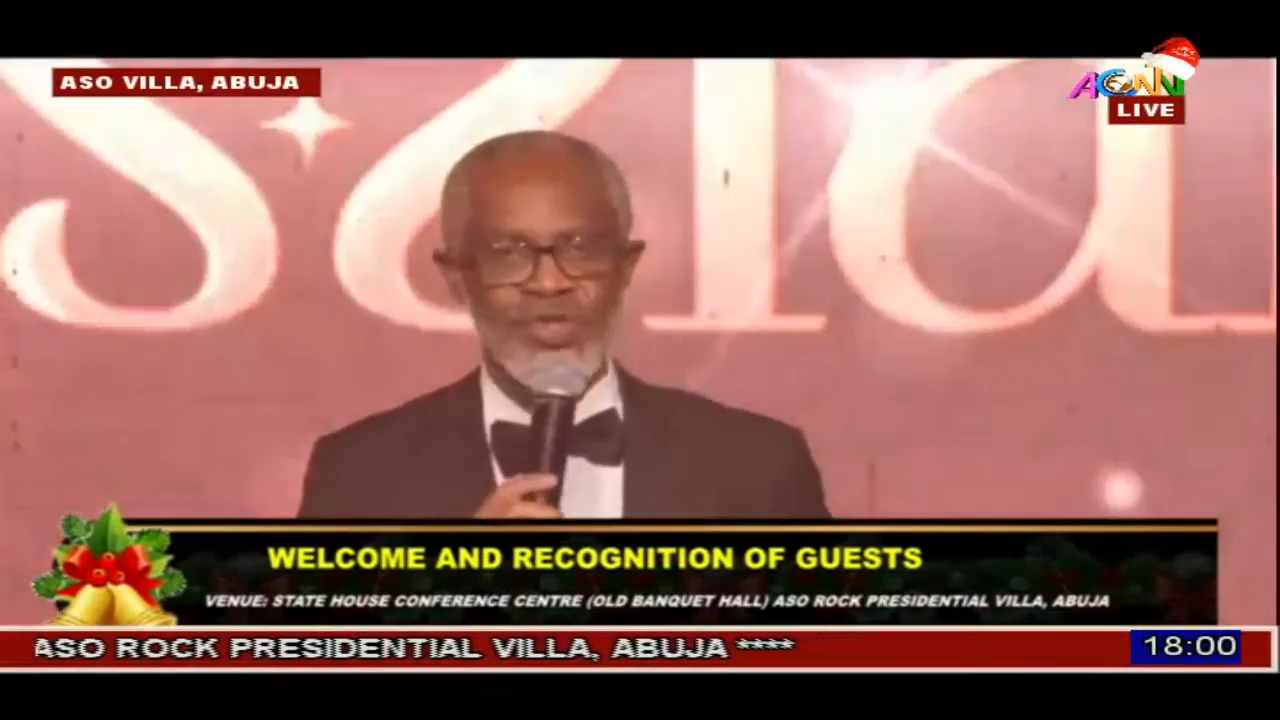 ASO VILLA, ABUJA
ACNN
LIVE
WELCOME AND RECOGNITION OF GUESTS
VENUE: STATE HOUSE CONFERENCE CENTRE (OLD BANQUET HALL) ASO ROCK PRESIDENTIAL VILLA, ABUJA
ASO ROCK PRESIDENTIAL VILLA, ABUJA ****
18:00